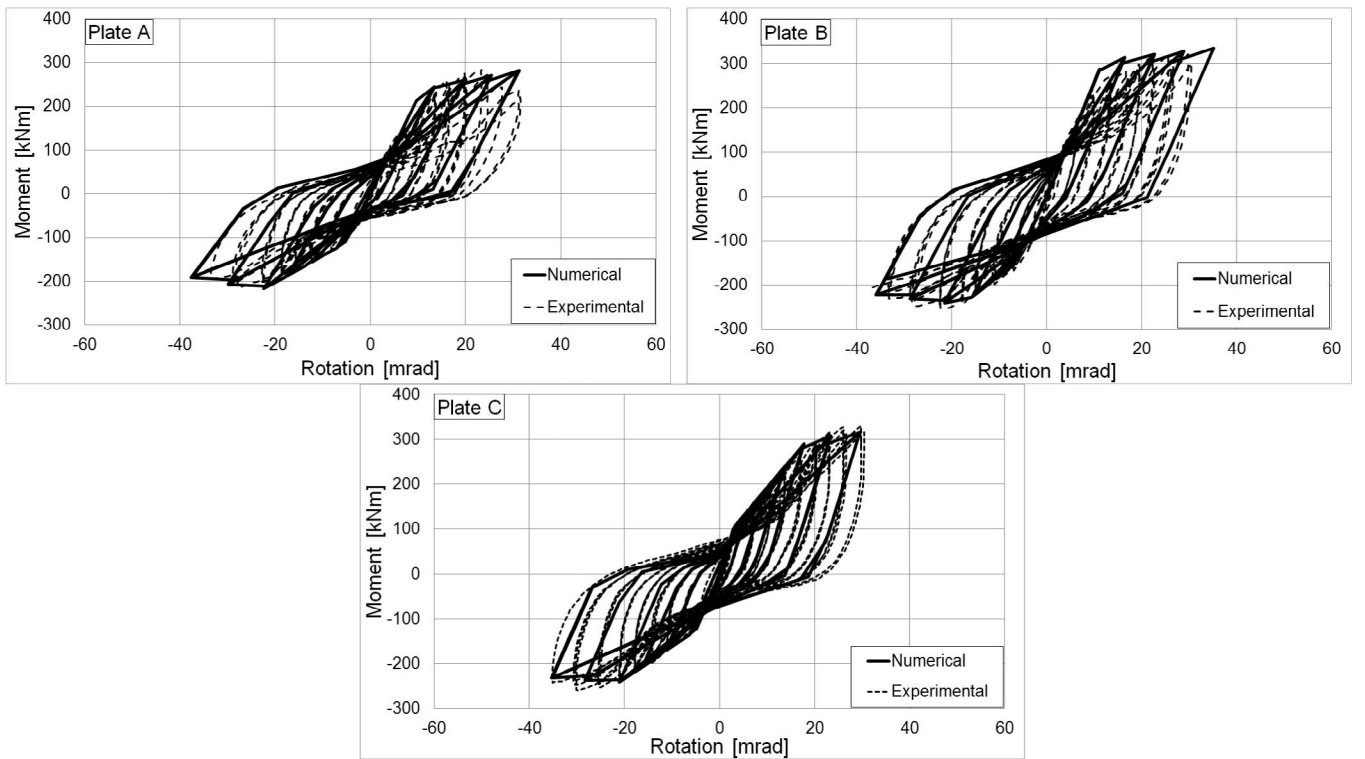 Plate A
400
300
200
100
0
-100
-200
-300
Moment [kNm]
-60 -40 -20 0 20 40 60
Rotation [mrad]
Numerical
Experimental
Plate B
400
300
200
100
0
-100
-200
-300
Moment [kNm]
-60 -40 -20 0 20 40 60
Rotation [mrad]
Numerical
Experimental
Plate C
400
300
200
100
0
-100
-200
-300
Moment [kNm]
-60 -40 -20 0 20 40 60
Rotation [mrad]
Numerical
Experimental